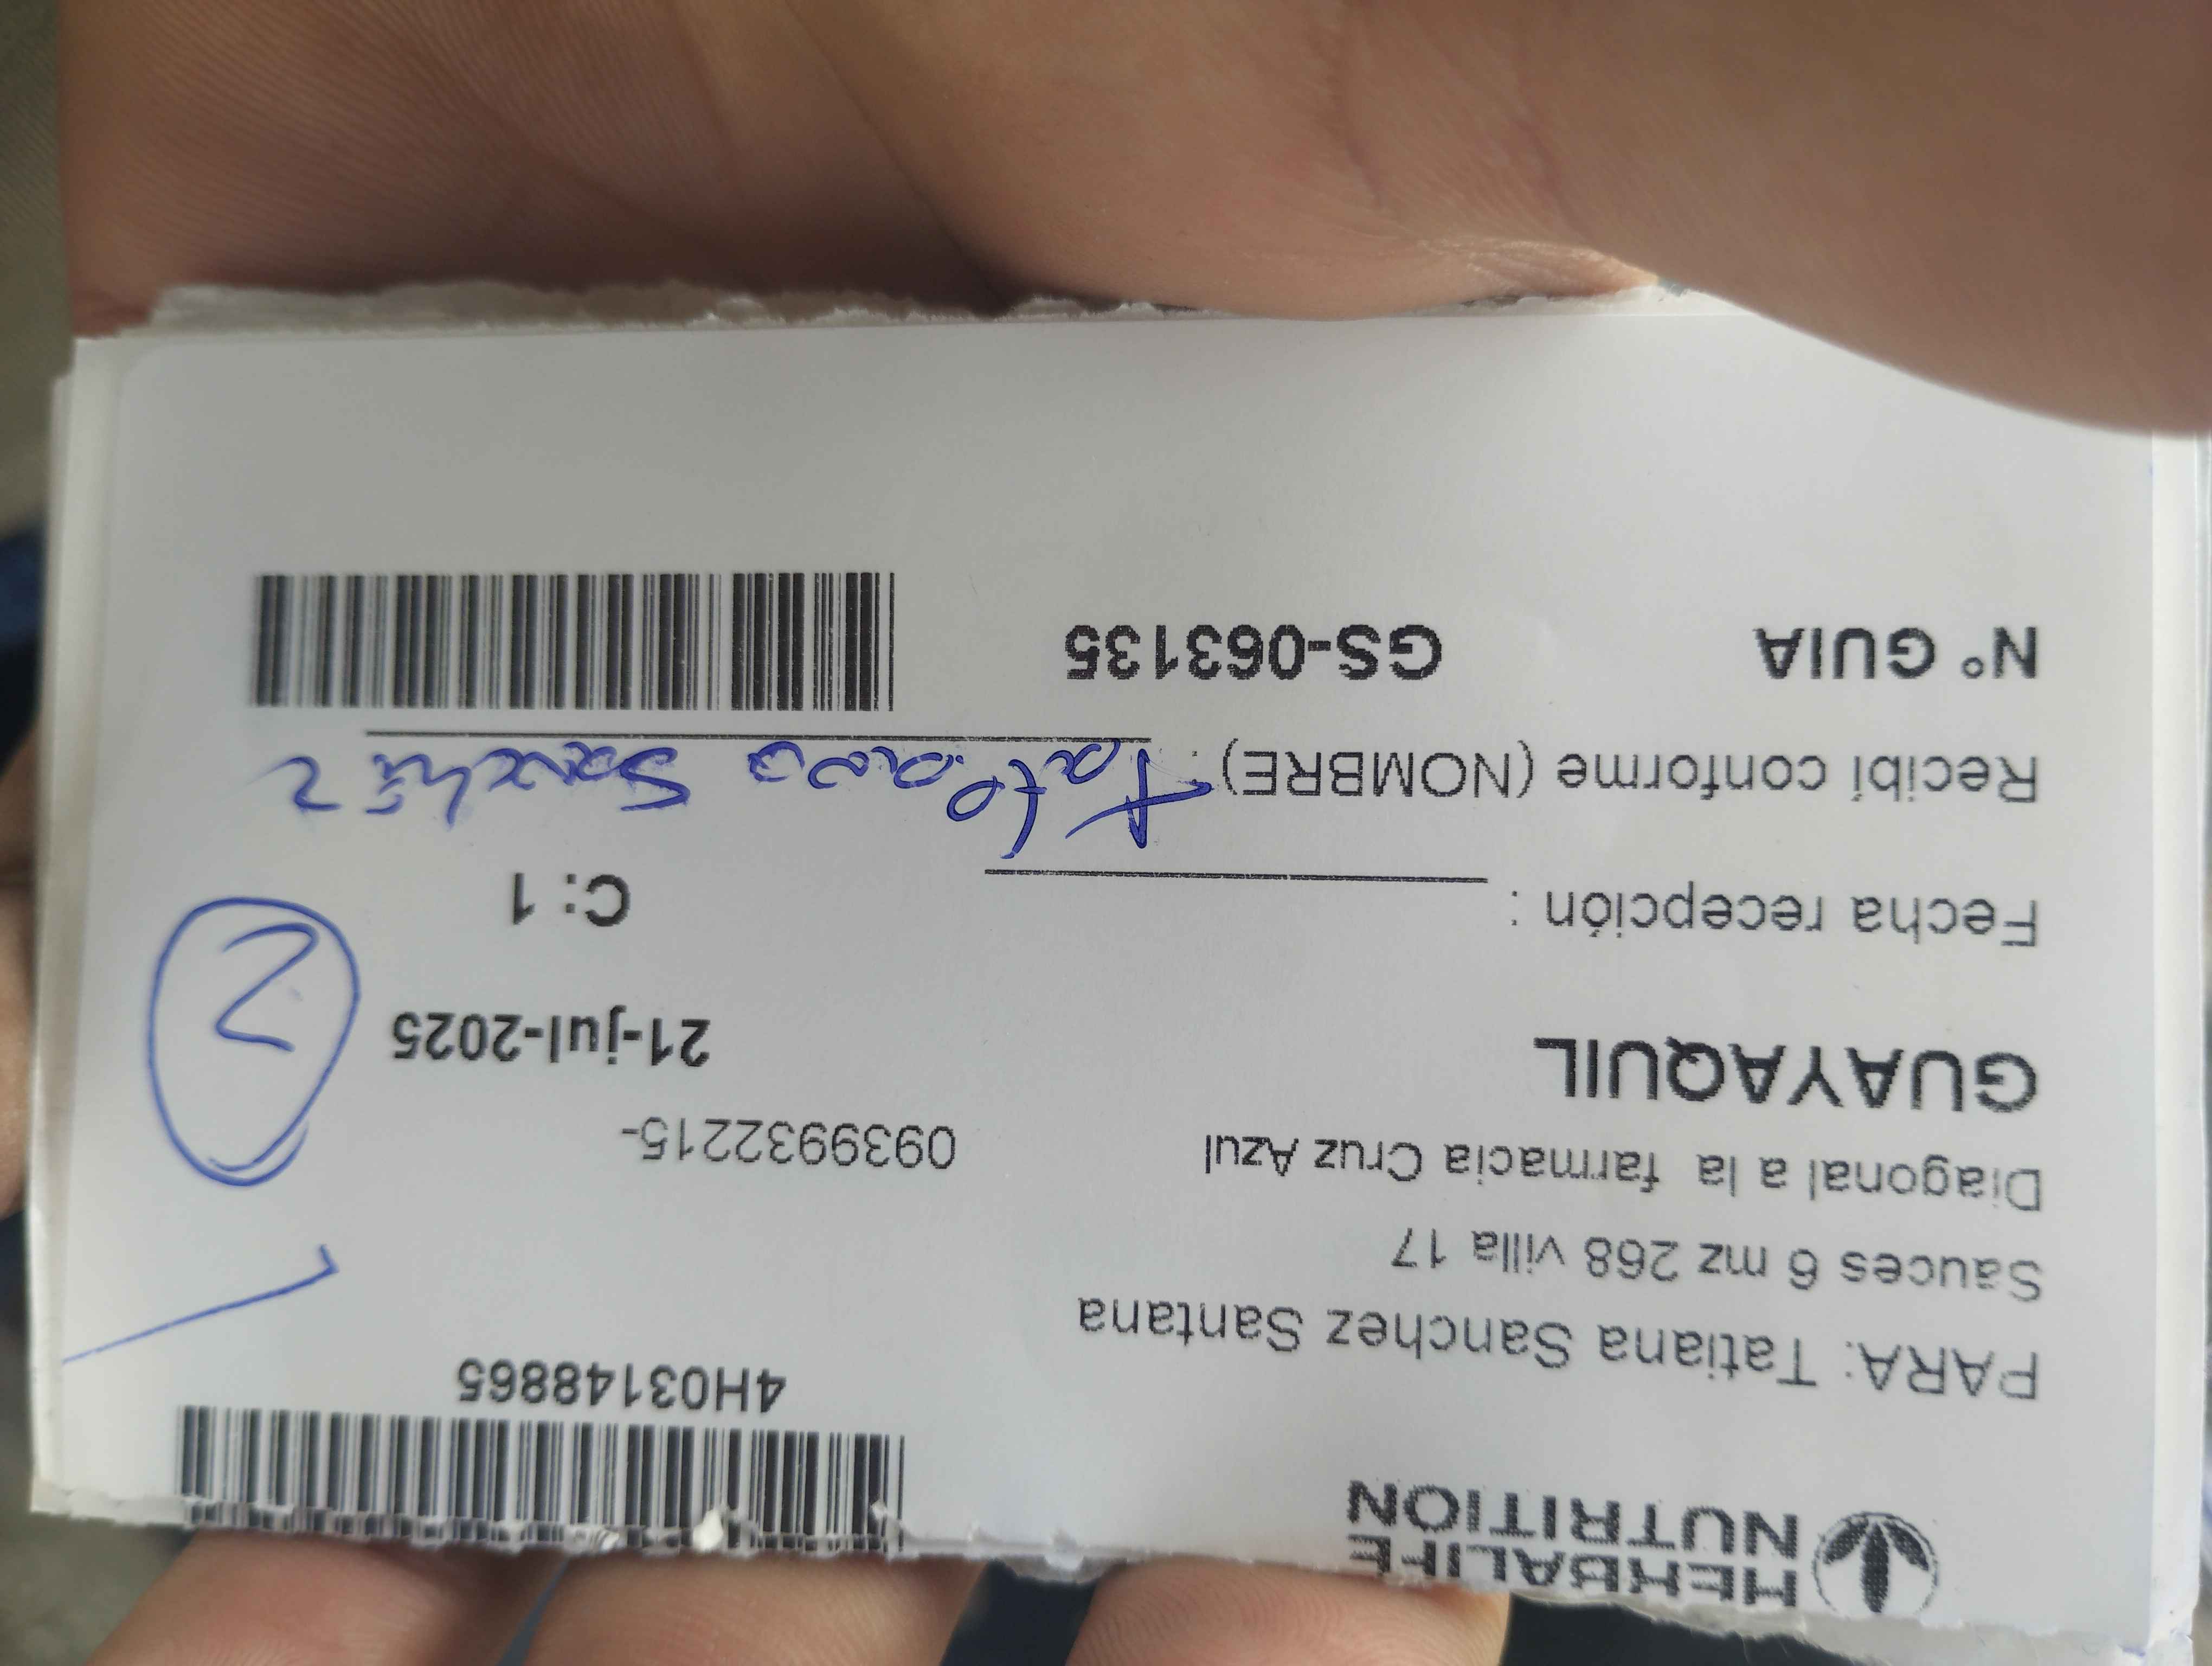 HERBALIFE
NUTRITION
4H03148865
PARA: Tatiana Sanchez Santana
Sauces 6 mz 268 villa 17
Diagonal a la farmacia Cruz Azul
0939932215-
GUAYAQUIL
21-jul-2025
2
Fecha recepción :
C: 1
Recibí conforme (NOMBRE) : Tatiana Sanchez
N° GUIA GS-063135